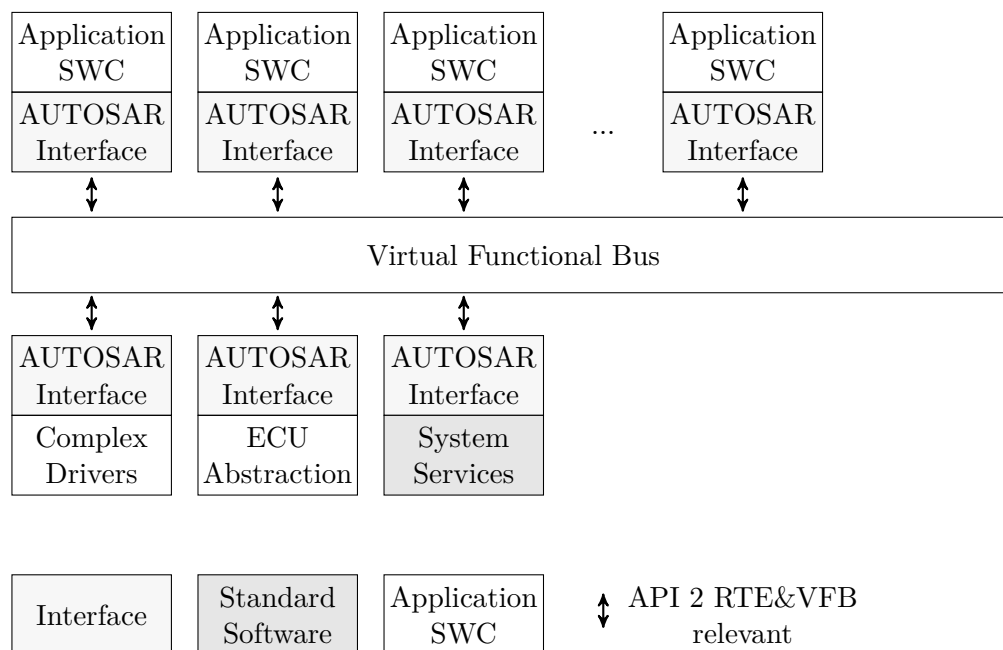 Application
SWC
AUTOSAR
Interface
Application
SWC
AUTOSAR
Interface
Application
SWC
AUTOSAR
Interface
...
Application
SWC
AUTOSAR
Interface
Virtual Functional Bus
AUTOSAR
Interface
Complex
Drivers
AUTOSAR
Interface
ECU
Abstraction
AUTOSAR
Interface
System
Services
Interface
Standard
Software
Application
SWC
API 2 RTE&VFB
relevant